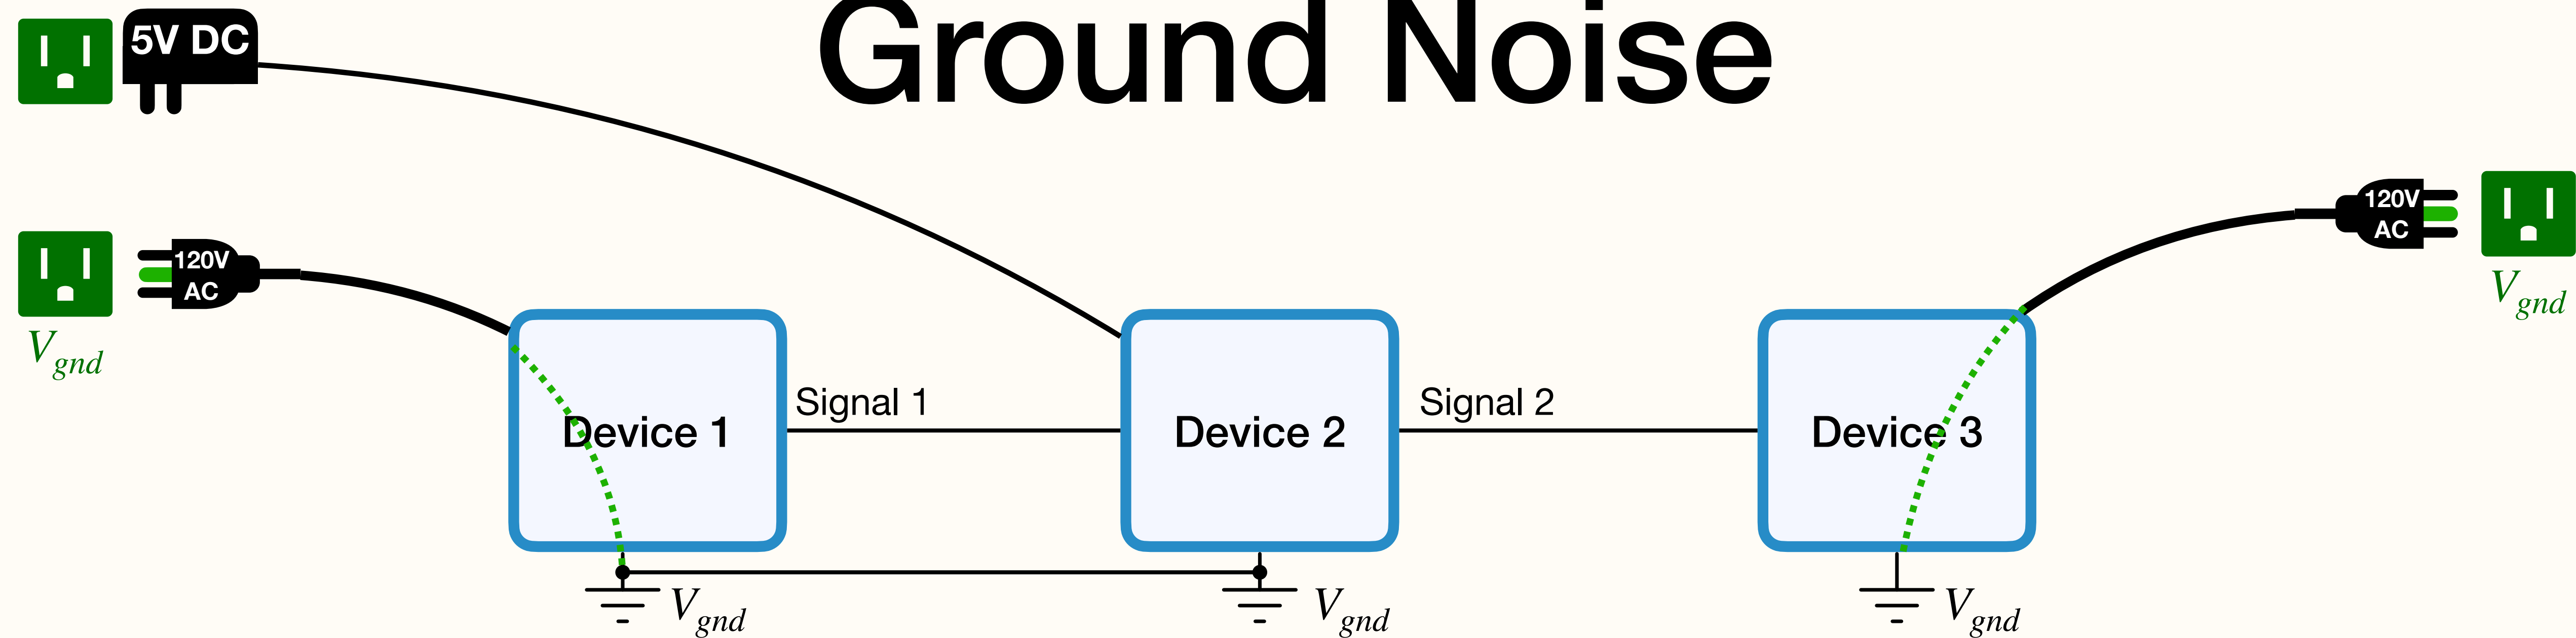 Ground Noise
5V DC
120V
AC
V_gnd
120V
AC
V_gnd
Signal 1
Signal 2
Device 1
Device 2
Device 3
V_gnd
V_gnd
V_gnd